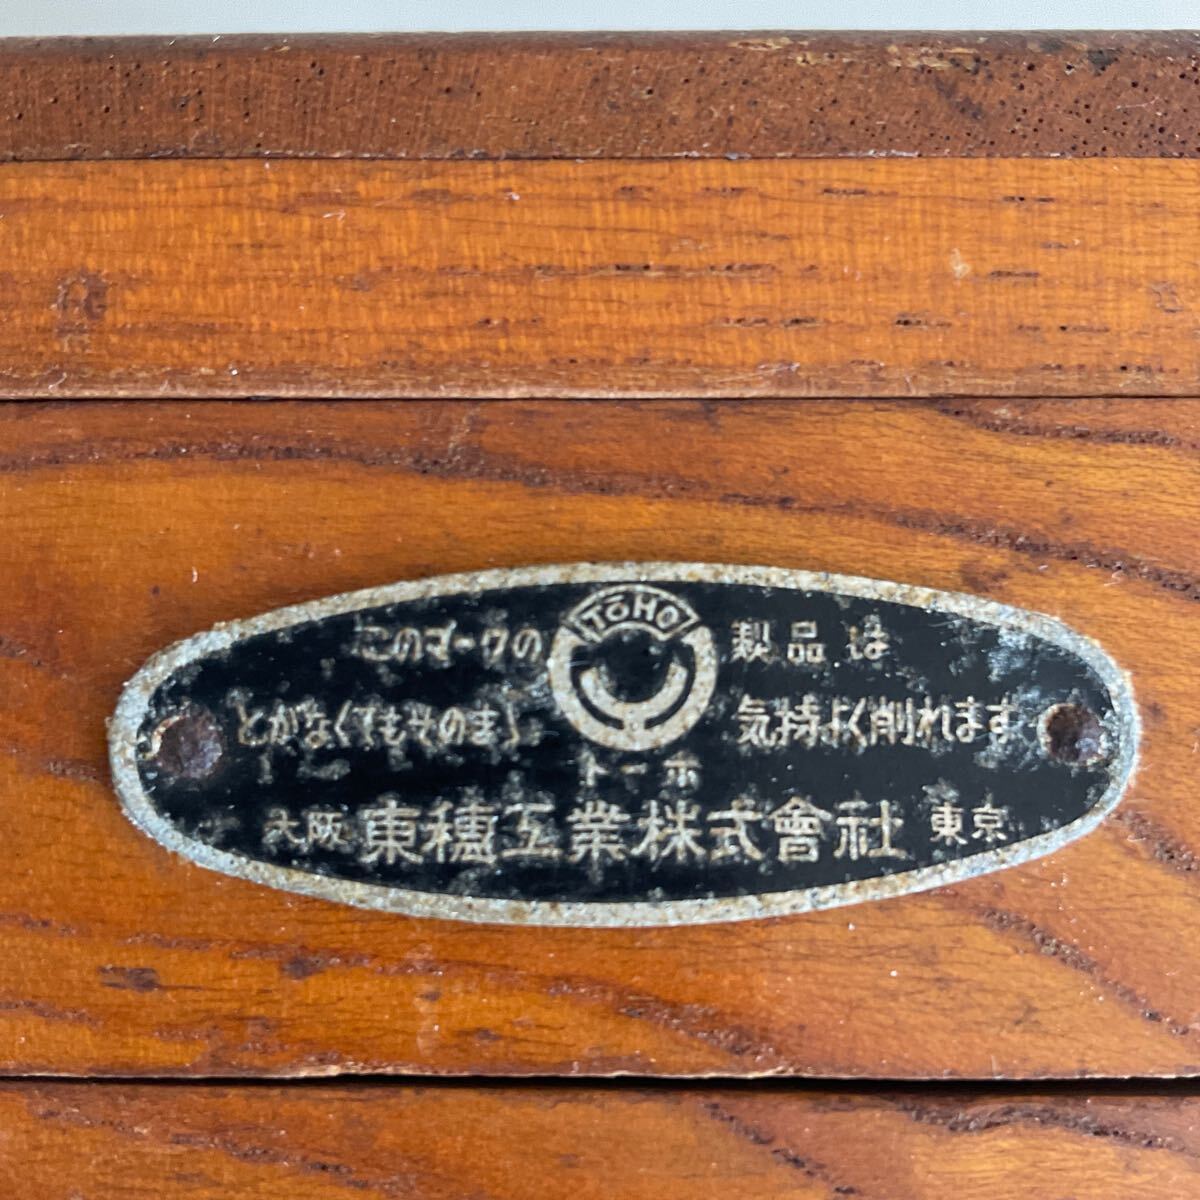 TōHO
このマークの製品は
とがなくてもそのまゝ気持よく削れます
トーホ
大阪 東穂工業株式會社 東京